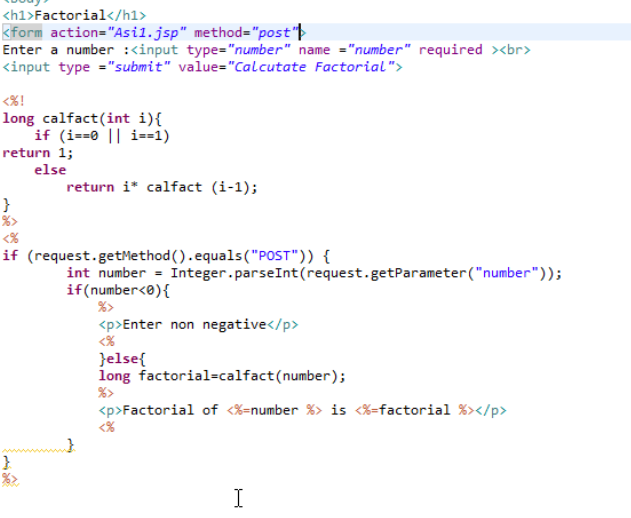 <body>
<h1>Factorial</h1>
<form action="Asi1.jsp" method="post">
Enter a number :<input type="number" name ="number" required ><br>
<input type ="submit" value="Calcutate Factorial">
<%!
long calfact(int i){
if (i==0 || i==1)
return 1;
else
return i* calfact (i-1);
}
%>
<%
if (request.getMethod().equals("POST")) {
int number = Integer.parseInt(request.getParameter("number"));
if(number<0){
%>
<p>Enter non negative</p>
<%
}else{
long factorial=calfact(number);
%>
<p>Factorial of <%=number %> is <%=factorial %></p>
<%
}
}
%>